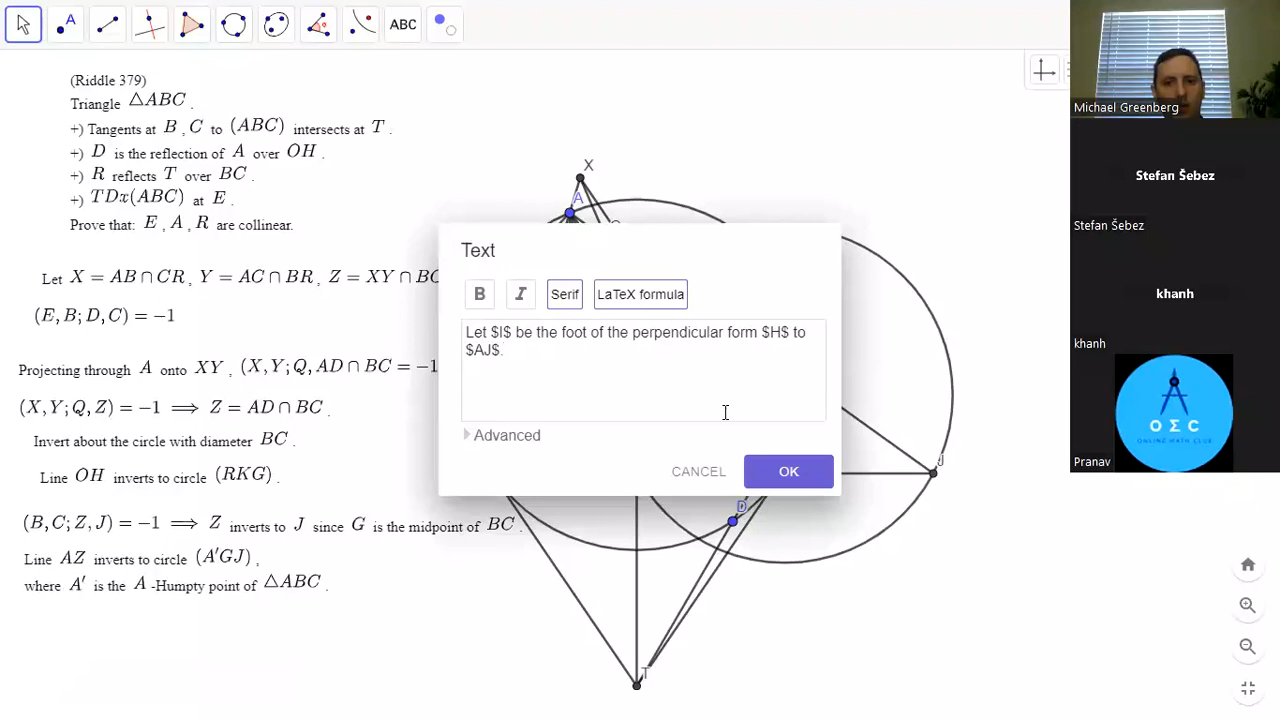 ABC
(Riddle 379)
Triangle △ABC .
+) Tangents at B , C to (ABC) intersects at T .
+) D is the reflection of A over OH .
+) R reflects T over BC .
+) TDx(ABC) at E .
Prove that: E , A , R are collinear.
Let X = AB ∩ CR , Y = AC ∩ BR , Z = XY ∩ BC
(E, B; D, C) = −1
Projecting through A onto XY , (X, Y; Q, AD ∩ BC = −1
(X, Y; Q, Z) = −1 ⟹ Z = AD ∩ BC .
Invert about the circle with diameter BC .
Line OH inverts to circle (RKG) .
(B, C; Z, J) = −1 ⟹ Z inverts to J since G is the midpoint of BC .
Line AZ inverts to circle (A′GJ) ,
where A′ is the A -Humpty point of △ABC .
X
A
J
D
T
Text
B I Serif LaTeX formula
Let $I$ be the foot of the perpendicular form $H$ to
$AJ$.
Advanced
CANCEL OK
Michael Greenberg
Stefan Šebez
Stefan Šebez
khanh
khanh
OΣC
ONLINE MATH CLUB
Pranav